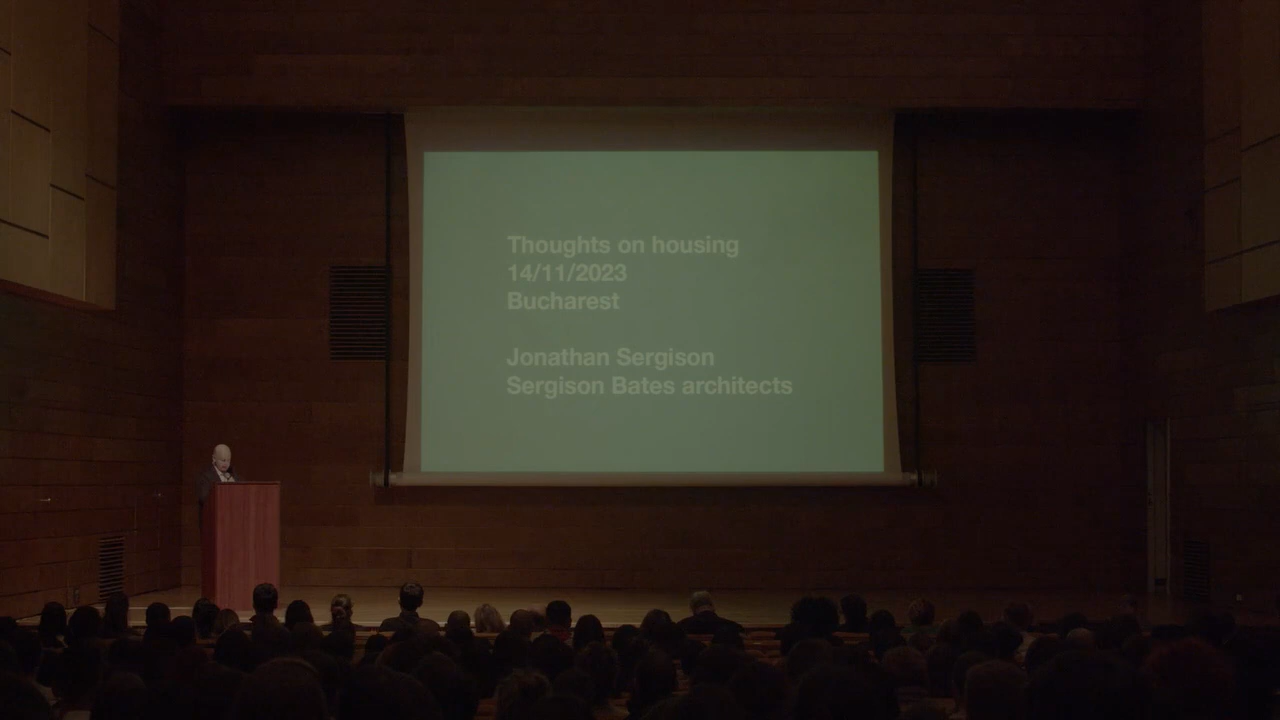 Thoughts on housing
14/11/2023
Bucharest
Jonathan Sergison
Sergison Bates architects